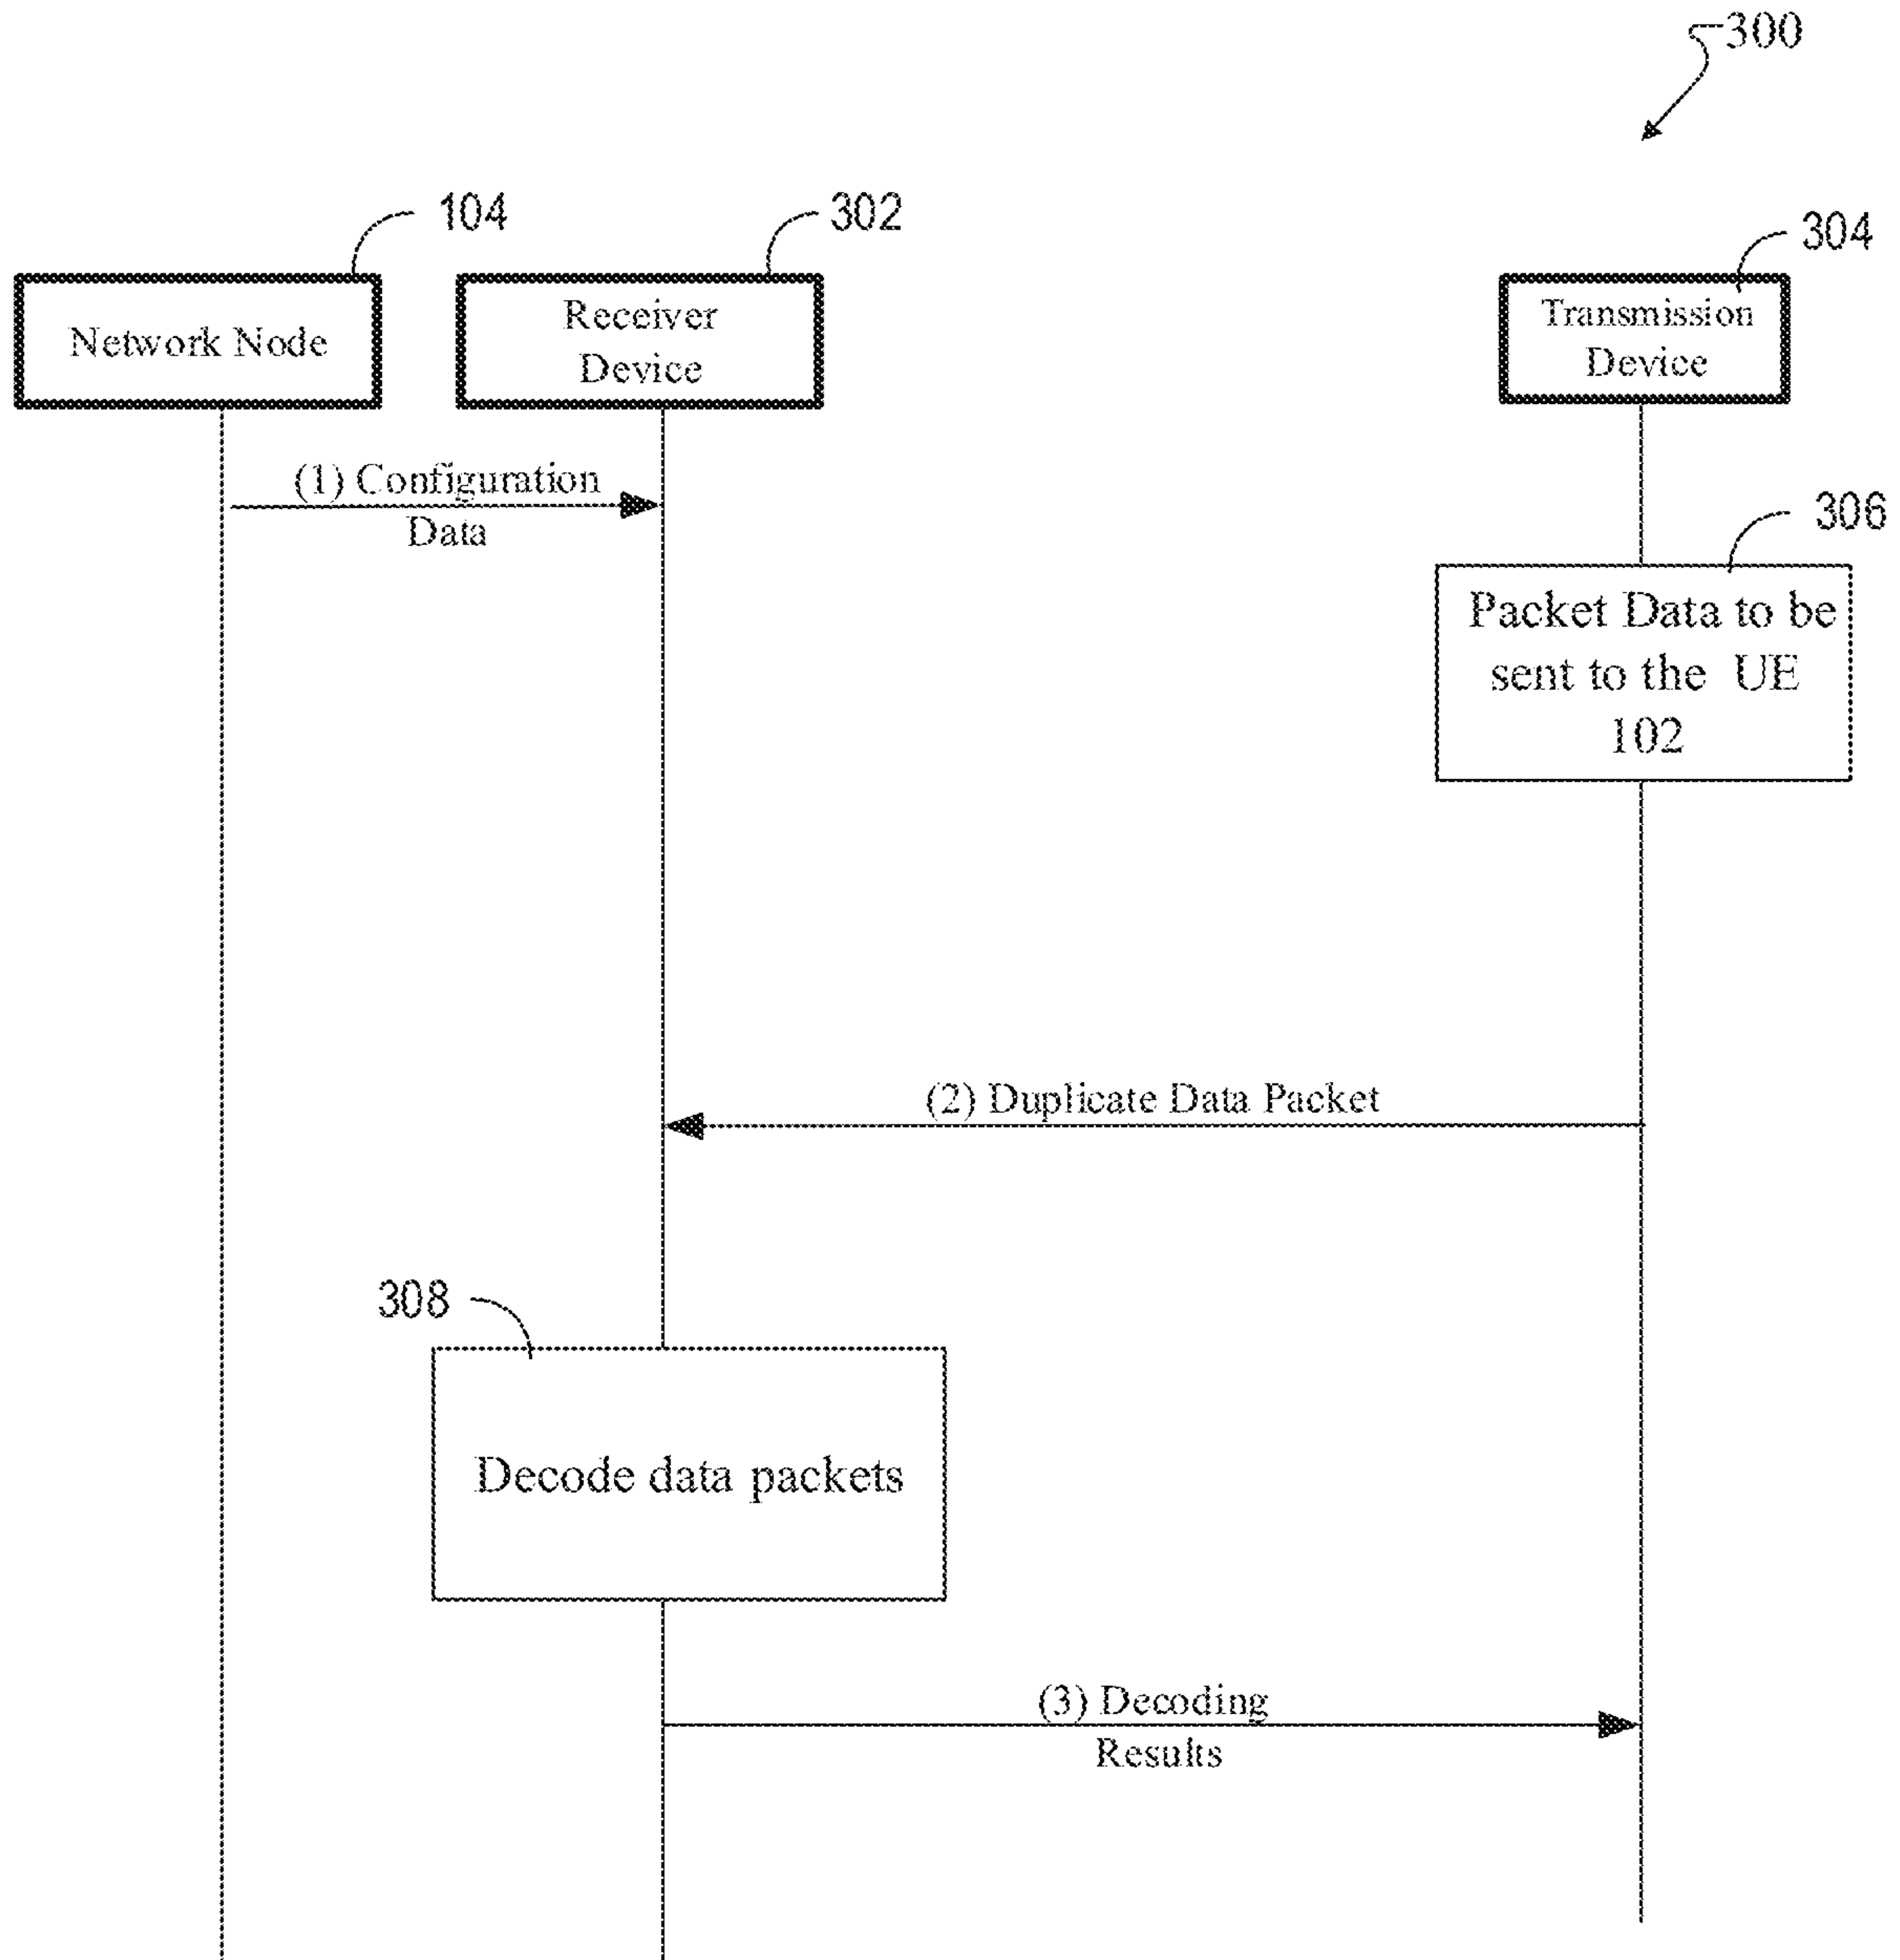 300
104
302
304
Network Node
Receiver
Device
Transmission
Device
(1) Configuration
Data
306
Packet Data to be
sent to the UE
102
(2) Duplicate Data Packet
308
Decode data packets
(3) Decoding
Results